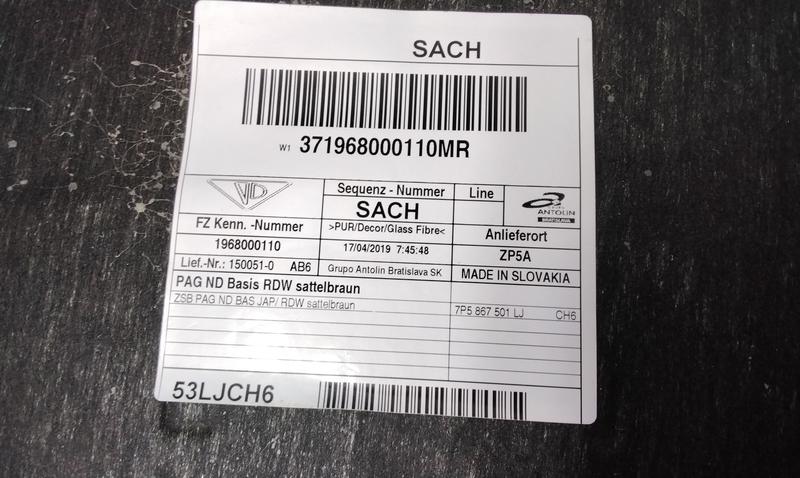 SACH
W1 371968000110MR
Sequenz - Nummer
Line
SACH
ANTOLIN
BRATISLAVA
FZ Kenn. -Nummer
>PUR/Decor/Glass Fibre<
Anlieferort
1968000110
17/04/2019 7:45:48
ZP5A
Lief.-Nr.: 150051-0 AB6
Grupo Antolin Bratislava SK
MADE IN SLOVAKIA
PAG ND Basis RDW sattelbraun
ZSB PAG ND BAS JAP/ RDW sattelbraun
7P5 867 501 LJ CH6
53LJCH6